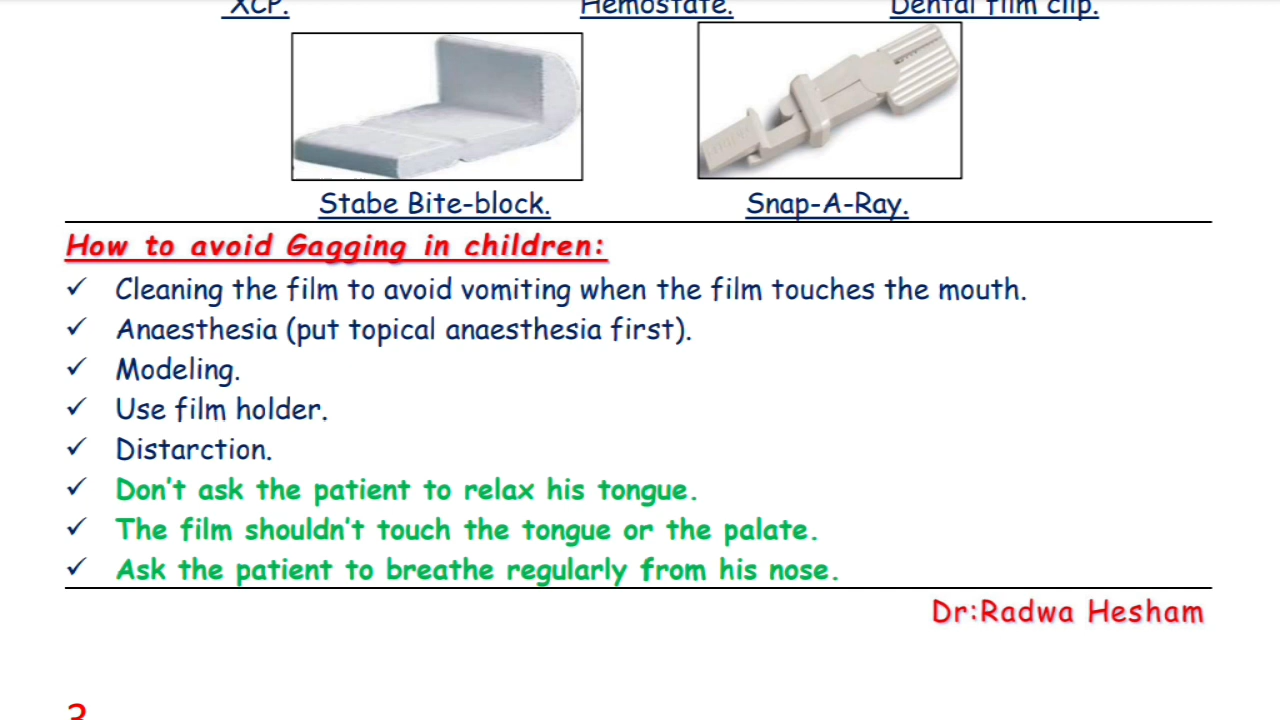 XCP.
Hemostate.
Dental film clip.
Stabe Bite-block.
Snap-A-Ray.
How to avoid Gagging in children:
✓ Cleaning the film to avoid vomiting when the film touches the mouth.
✓ Anaesthesia (put topical anaesthesia first).
✓ Modeling.
✓ Use film holder.
✓ Distarction.
✓ Don't ask the patient to relax his tongue.
✓ The film shouldn't touch the tongue or the palate.
✓ Ask the patient to breathe regularly from his nose.
Dr:Radwa Hesham
3